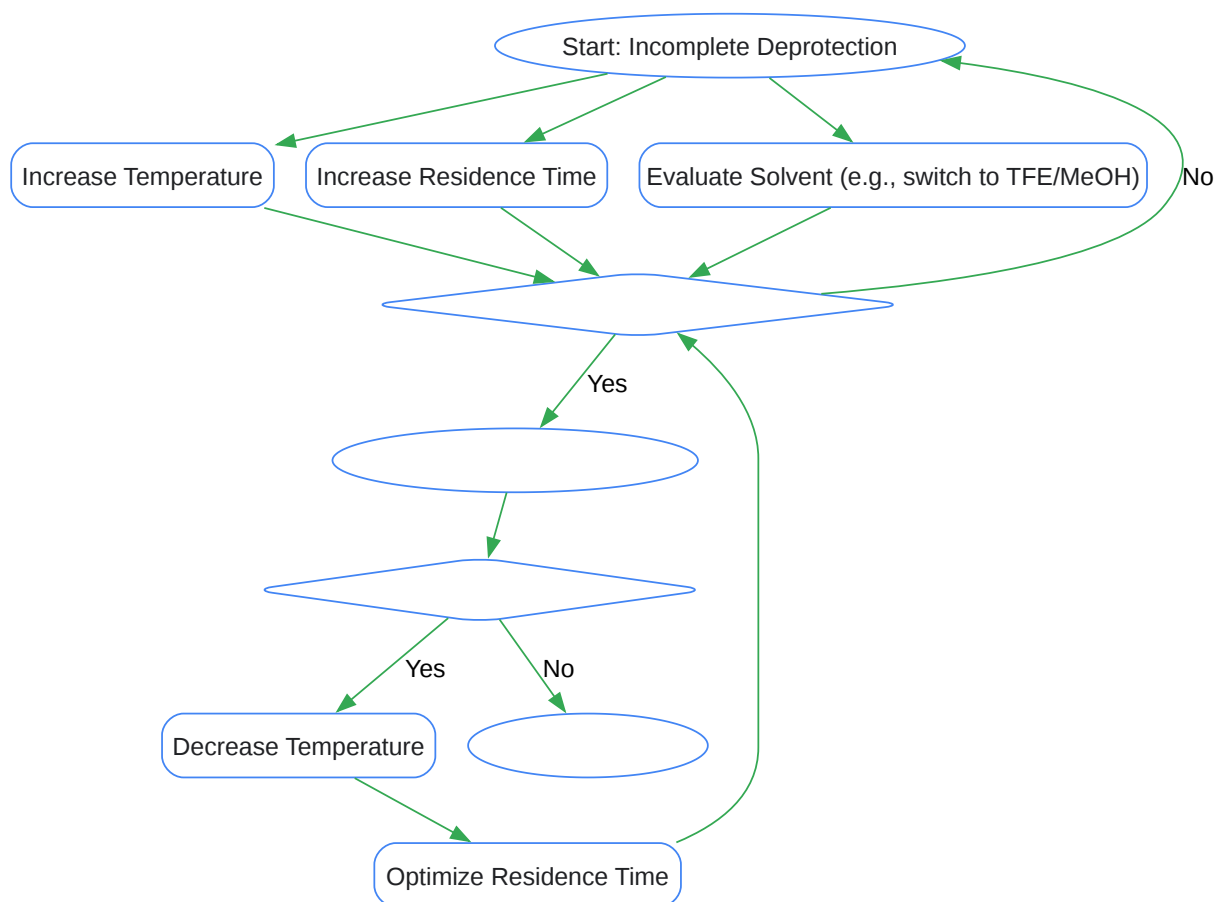 Start: Incomplete Deprotection
Increase Temperature
Increase Residence Time
Evaluate Solvent (e.g., switch to TFE/MeOH)
No
Yes
Yes
No
Decrease Temperature
Optimize Residence Time